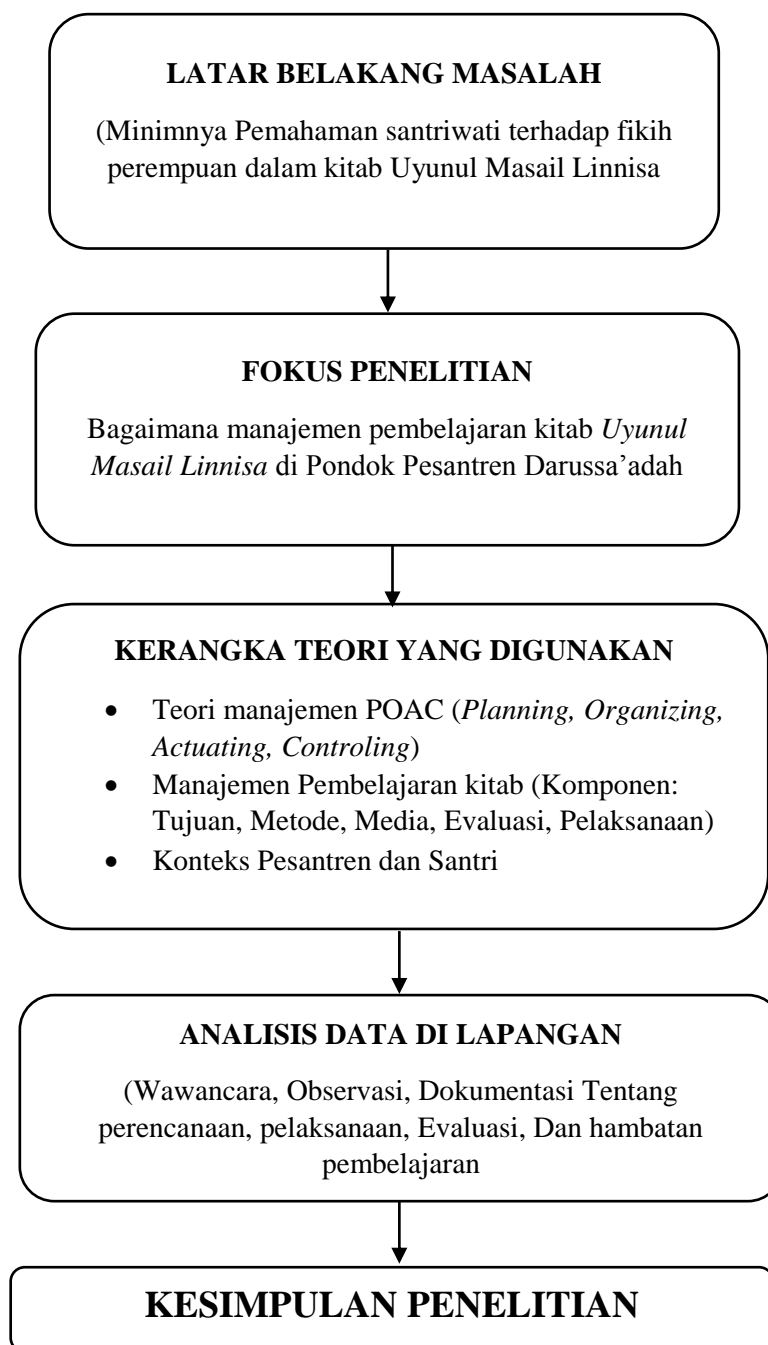 LATAR BELAKANG MASALAH
(Minimnya Pemahaman santriwati terhadap fikih
perempuan dalam kitab Uyunul Masail Linnisa
FOKUS PENELITIAN
Bagaimana manajemen pembelajaran kitab Uyunul
Masail Linnisa di Pondok Pesantren Darussa’adah
KERANGKA TEORI YANG DIGUNAKAN
• Teori manajemen POAC (Planning, Organizing,
Actuating, Controling)
• Manajemen Pembelajaran kitab (Komponen:
Tujuan, Metode, Media, Evaluasi, Pelaksanaan)
• Konteks Pesantren dan Santri
ANALISIS DATA DI LAPANGAN
(Wawancara, Observasi, Dokumentasi Tentang
perencanaan, pelaksanaan, Evaluasi, Dan hambatan
pembelajaran
KESIMPULAN PENELITIAN